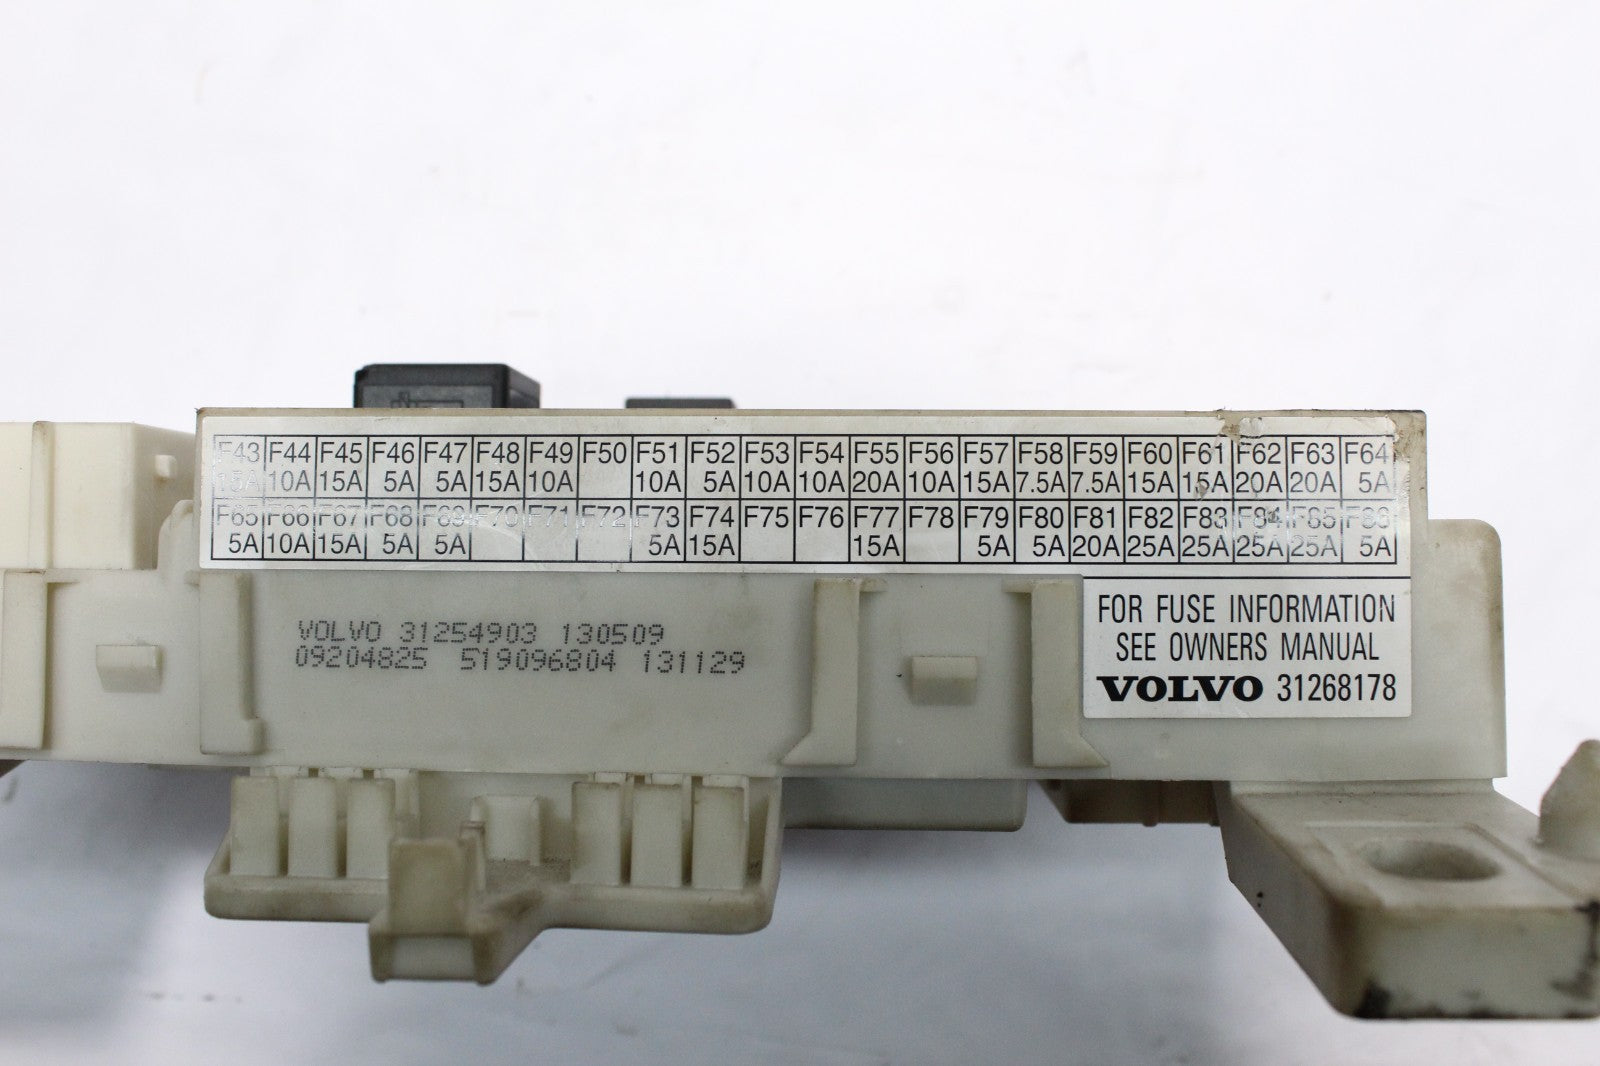 F43 F44 F45 F46 F47 F48 F49 F50 F51 F52 F53 F54 F55 F56 F57 F58 F59 F60 F61 F62 F63 F64
15A 10A 15A 5A 5A 15A 10A 10A 5A 10A 10A 20A 10A 15A 7.5A 7.5A 15A 15A 20A 20A 5A
F65 F66 F67 F68 F69 F70 F71 F72 F73 F74 F75 F76 F77 F78 F79 F80 F81 F82 F83 F84 F85 F86
5A 10A 15A 5A 5A 5A 15A 15A 5A 5A 20A 25A 25A 25A 25A 5A
VOLVO 31254903 130509
09204825 519096804 131129
FOR FUSE INFORMATION
SEE OWNERS MANUAL
VOLVO 31268178